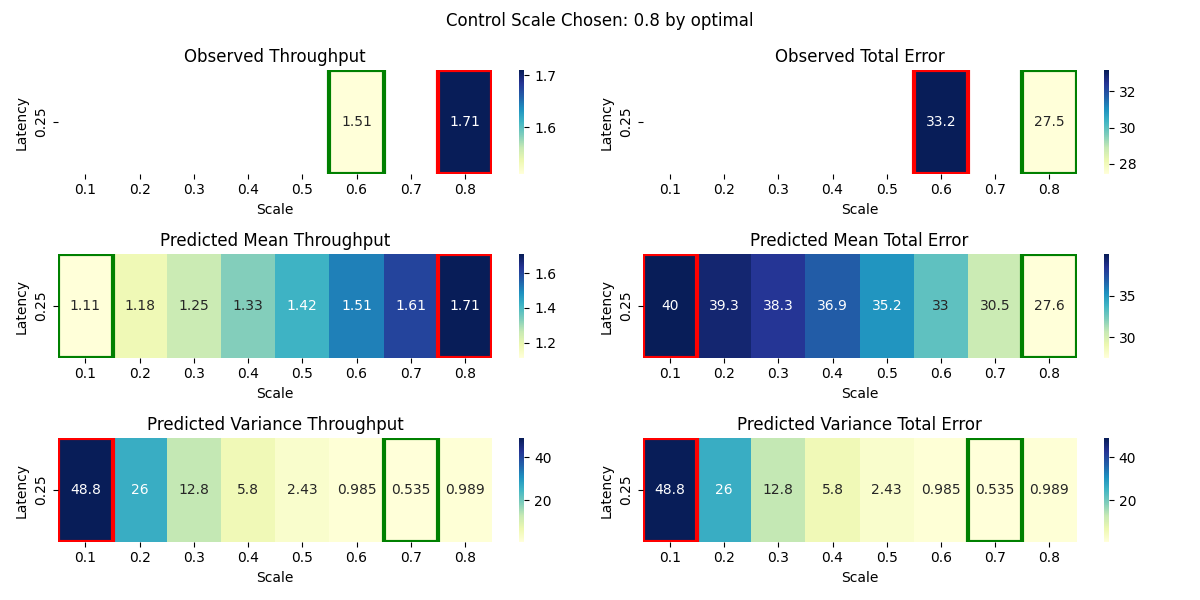 Control Scale Chosen: 0.8 by optimal
Observed Throughput
Latency
0.25
1.51 1.71
1.7
1.6
0.1 0.2 0.3 0.4 0.5 0.6 0.7 0.8
Scale
Observed Total Error
Latency
0.25
33.2 27.5
32
30
28
0.1 0.2 0.3 0.4 0.5 0.6 0.7 0.8
Scale
Predicted Mean Throughput
Latency
0.25
1.11 1.18 1.25 1.33 1.42 1.51 1.61 1.71
1.6
1.4
1.2
0.1 0.2 0.3 0.4 0.5 0.6 0.7 0.8
Scale
Predicted Mean Total Error
Latency
0.25
40 39.3 38.3 36.9 35.2 33 30.5 27.6
35
30
0.1 0.2 0.3 0.4 0.5 0.6 0.7 0.8
Scale
Predicted Variance Throughput
Latency
0.25
48.8 26 12.8 5.8 2.43 0.985 0.535 0.989
40
20
0.1 0.2 0.3 0.4 0.5 0.6 0.7 0.8
Scale
Predicted Variance Total Error
Latency
0.25
48.8 26 12.8 5.8 2.43 0.985 0.535 0.989
40
20
0.1 0.2 0.3 0.4 0.5 0.6 0.7 0.8
Scale